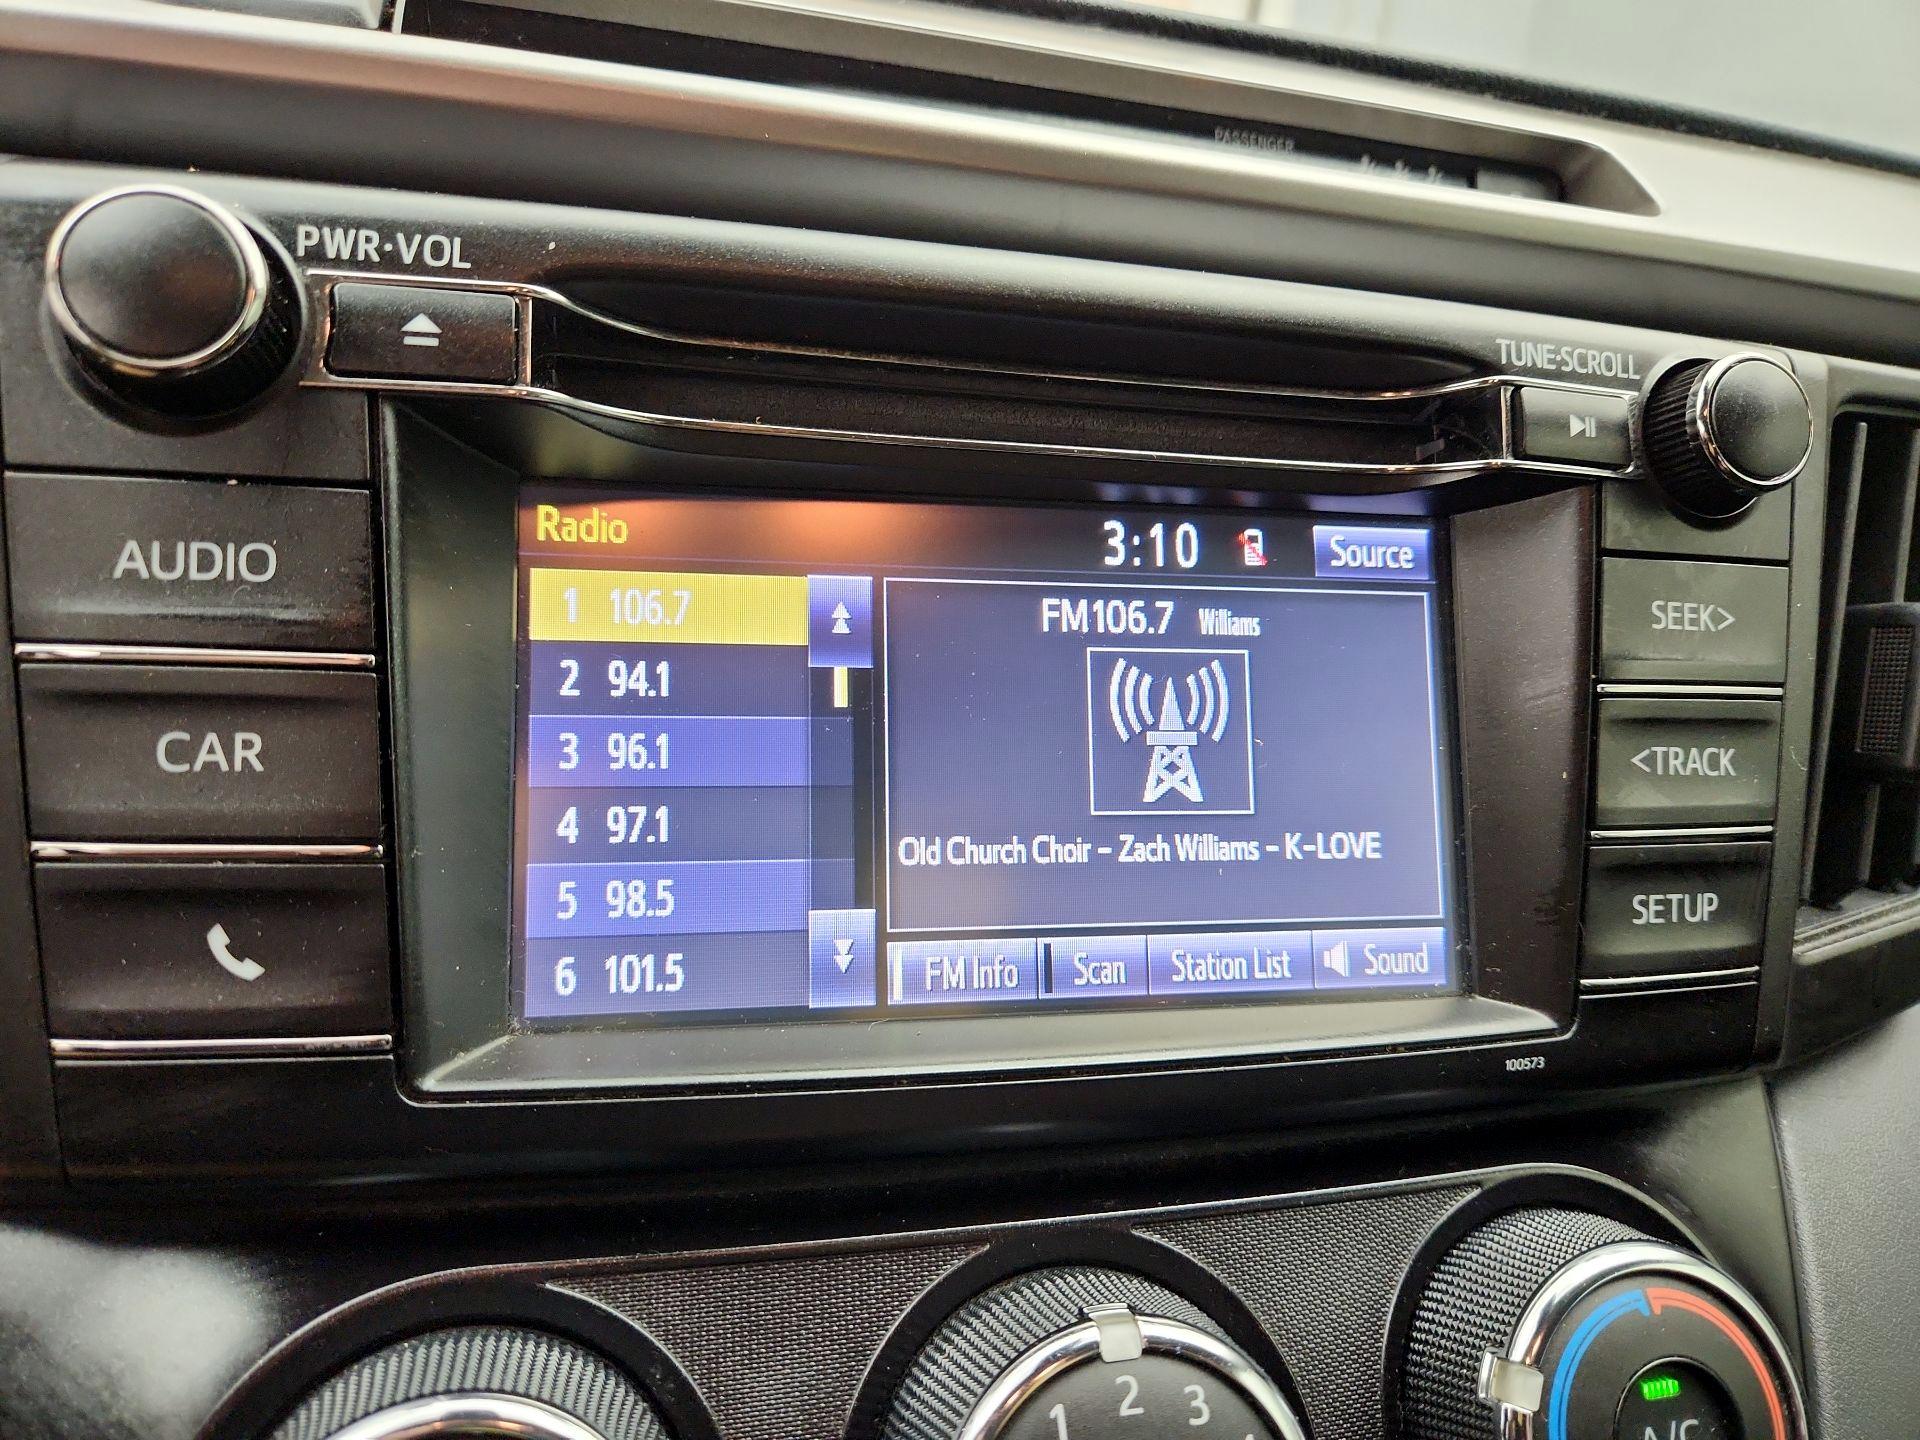 PASSENGER
PWR·VOL
TUNE·SCROLL
AUDIO
CAR
Radio
3:10
Source
1 106.7
2 94.1
3 96.1
4 97.1
5 98.5
6 101.5
FM106.7 Williams
Old Church Choir - Zach Williams - K-LOVE
FM Info
Scan
Station List
Sound
SEEK>
<TRACK
SETUP
100573
1 2 3
A/C